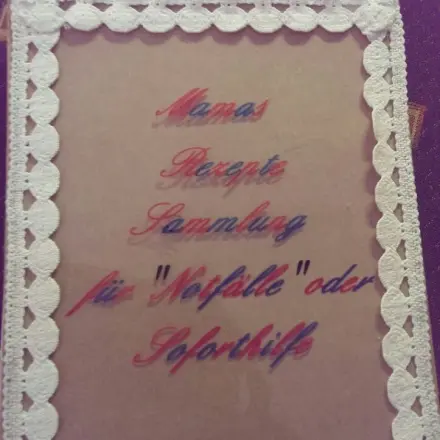 Mamas
Rezepte
Sammlung
für "Notfälle" oder
Soforthilfe